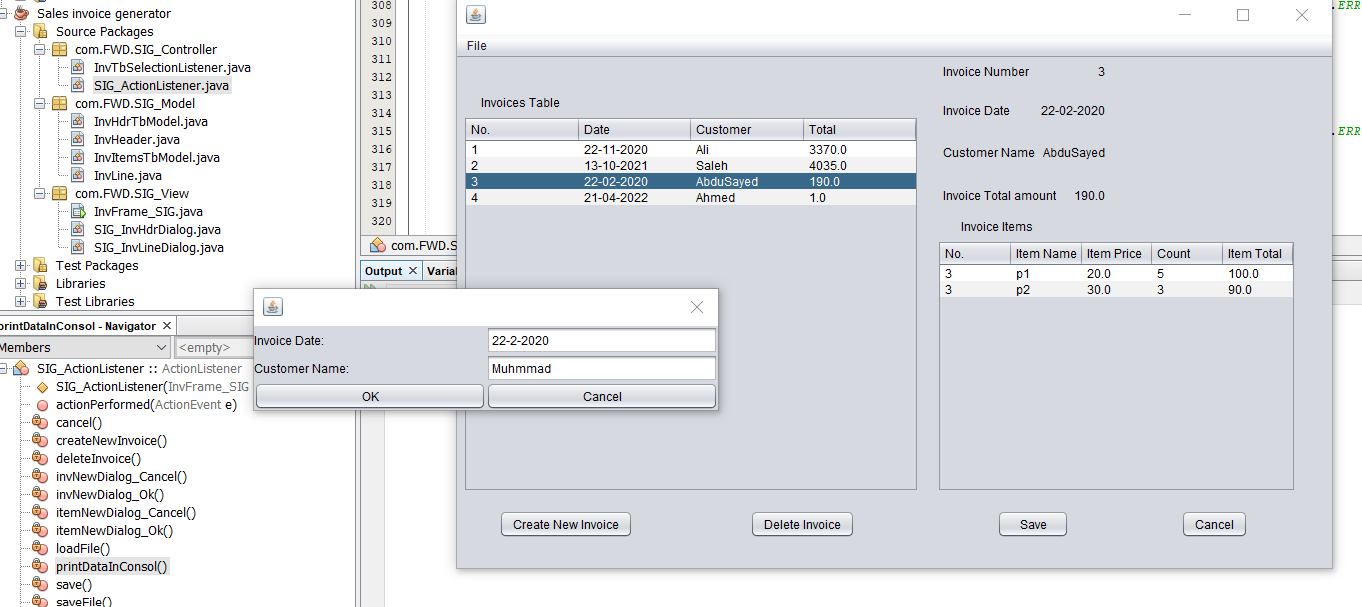 Sales invoice generator
Source Packages
com.FWD.SIG_Controller
InvTbSelectionListener.java
SIG_ActionListener.java
com.FWD.SIG_Model
InvHdrTbModel.java
InvHeader.java
InvItemsTbModel.java
InvLine.java
com.FWD.SIG_View
InvFrame_SIG.java
SIG_InvHdrDialog.java
SIG_InvLineDialog.java
Test Packages
Libraries
Test Libraries
printDataInConsol - Navigator
Members
<empty>
SIG_ActionListener :: ActionListener
SIG_ActionListener(InvFrame_SIG
actionPerformed(ActionEvent e)
cancel()
createNewInvoice()
deleteInvoice()
invNewDialog_Cancel()
invNewDialog_Ok()
itemNewDialog_Cancel()
itemNewDialog_Ok()
loadFile()
printDataInConsol()
save()
saveFile()
308
309
310
311
312
313
314
315
316
317
318
319
320
com.FWD.S
Output
Varial
.ERR
.ERR
File
Invoices Table
No. Date Customer Total
1 22-11-2020 Ali 3370.0
2 13-10-2021 Saleh 4035.0
3 22-02-2020 AbduSayed 190.0
4 21-04-2022 Ahmed 1.0
Invoice Number 3
Invoice Date 22-02-2020
Customer Name AbduSayed
Invoice Total amount 190.0
Invoice Items
No. Item Name Item Price Count Item Total
3 p1 20.0 5 100.0
3 p2 30.0 3 90.0
Create New Invoice
Delete Invoice
Save
Cancel
Invoice Date: 22-2-2020
Customer Name: Muhmmad
OK Cancel